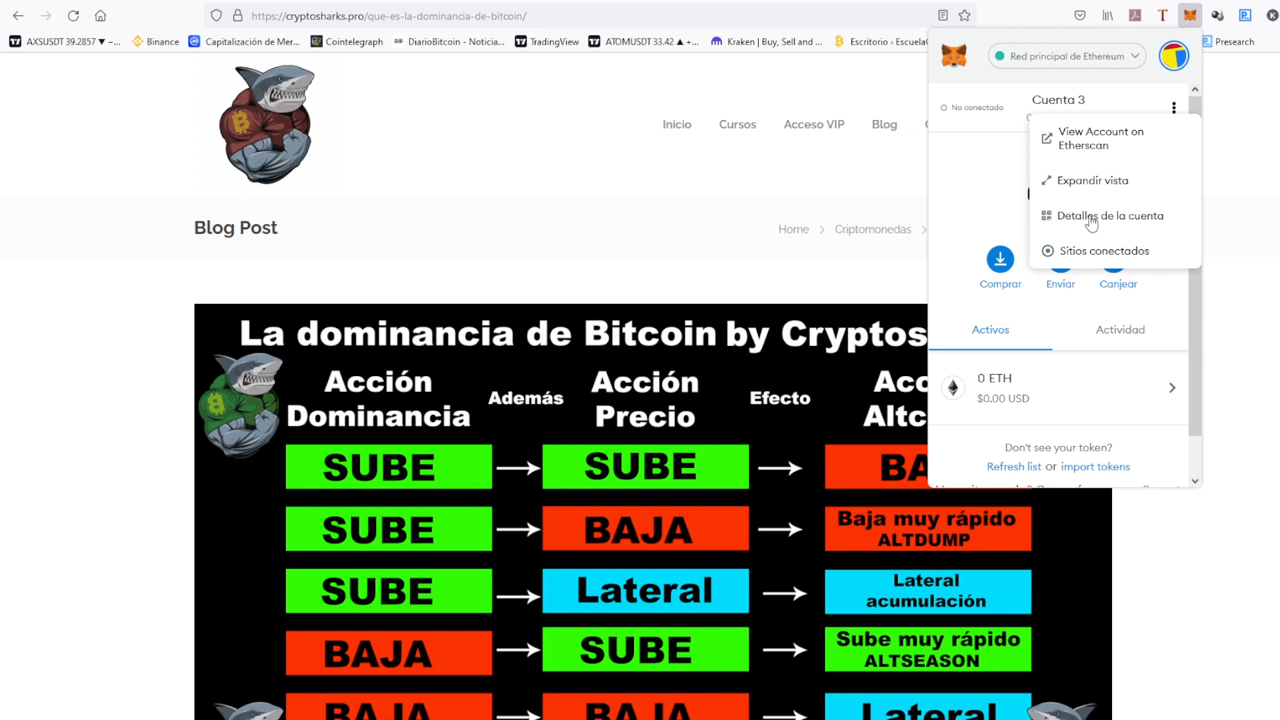 https://cryptosharks.pro/que-es-la-dominancia-de-bitcoin/
AXSUSDT 39.2857 ▼ −...
Binance
Capitalización de Mer...
Cointelegraph
DiarioBitcoin - Noticia...
TradingView
ATOMUSDT 33.42 ▲ +...
Kraken | Buy, Sell and ...
Escritorio ‹ Escuela
Presearch
Red principal de Ethereum
No conectado
Cuenta 3
View Account on
Etherscan
Expandir vista
Detalles de la cuenta
Sitios conectados
Comprar
Enviar
Canjear
Activos
Actividad
0 ETH
$0.00 USD
Don't see your token?
Refresh list or import tokens
Inicio
Cursos
Acceso VIP
Blog
Blog Post
Home
Criptomonedas
La dominancia de Bitcoin by Cryptos
Acción
Dominancia
Además
Acción
Precio
Efecto
SUBE
SUBE
SUBE
BAJA
Baja muy rápido
ALTDUMP
SUBE
Lateral
Lateral
acumulación
BAJA
SUBE
Sube muy rápido
ALTSEASON
BAJA
BAJA
Lateral